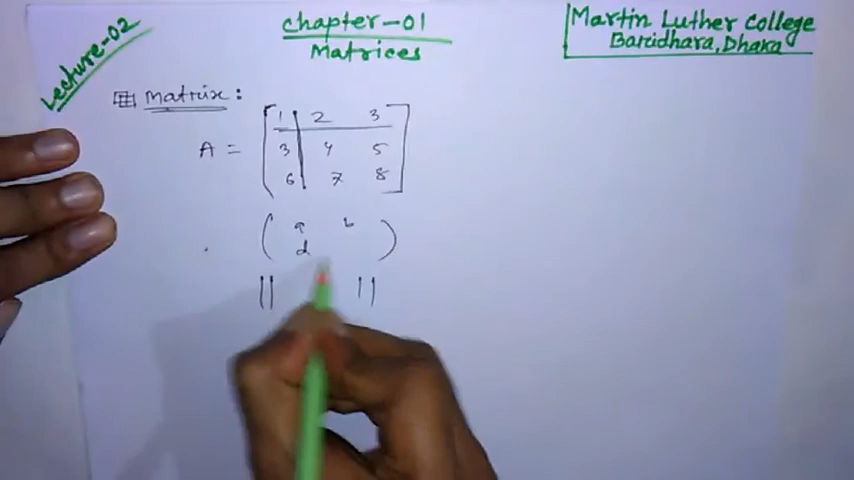 Lecture-02
Chapter-01
Matrices
Martin Luther College
Baridhara, Dhaka
Matrix:
A = [ 1 2 3
3 4 5
6 7 8 ]
( a b
d )
|| ||